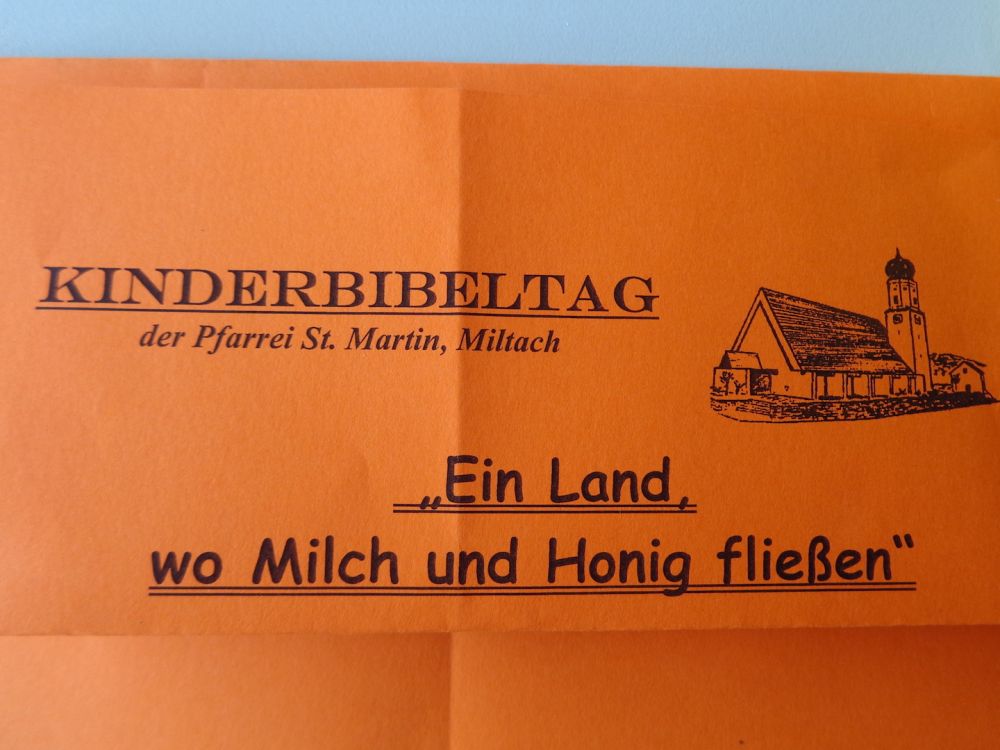 KINDERBIBELTAG
der Pfarrei St. Martin, Miltach
„Ein Land,
wo Milch und Honig fließen“